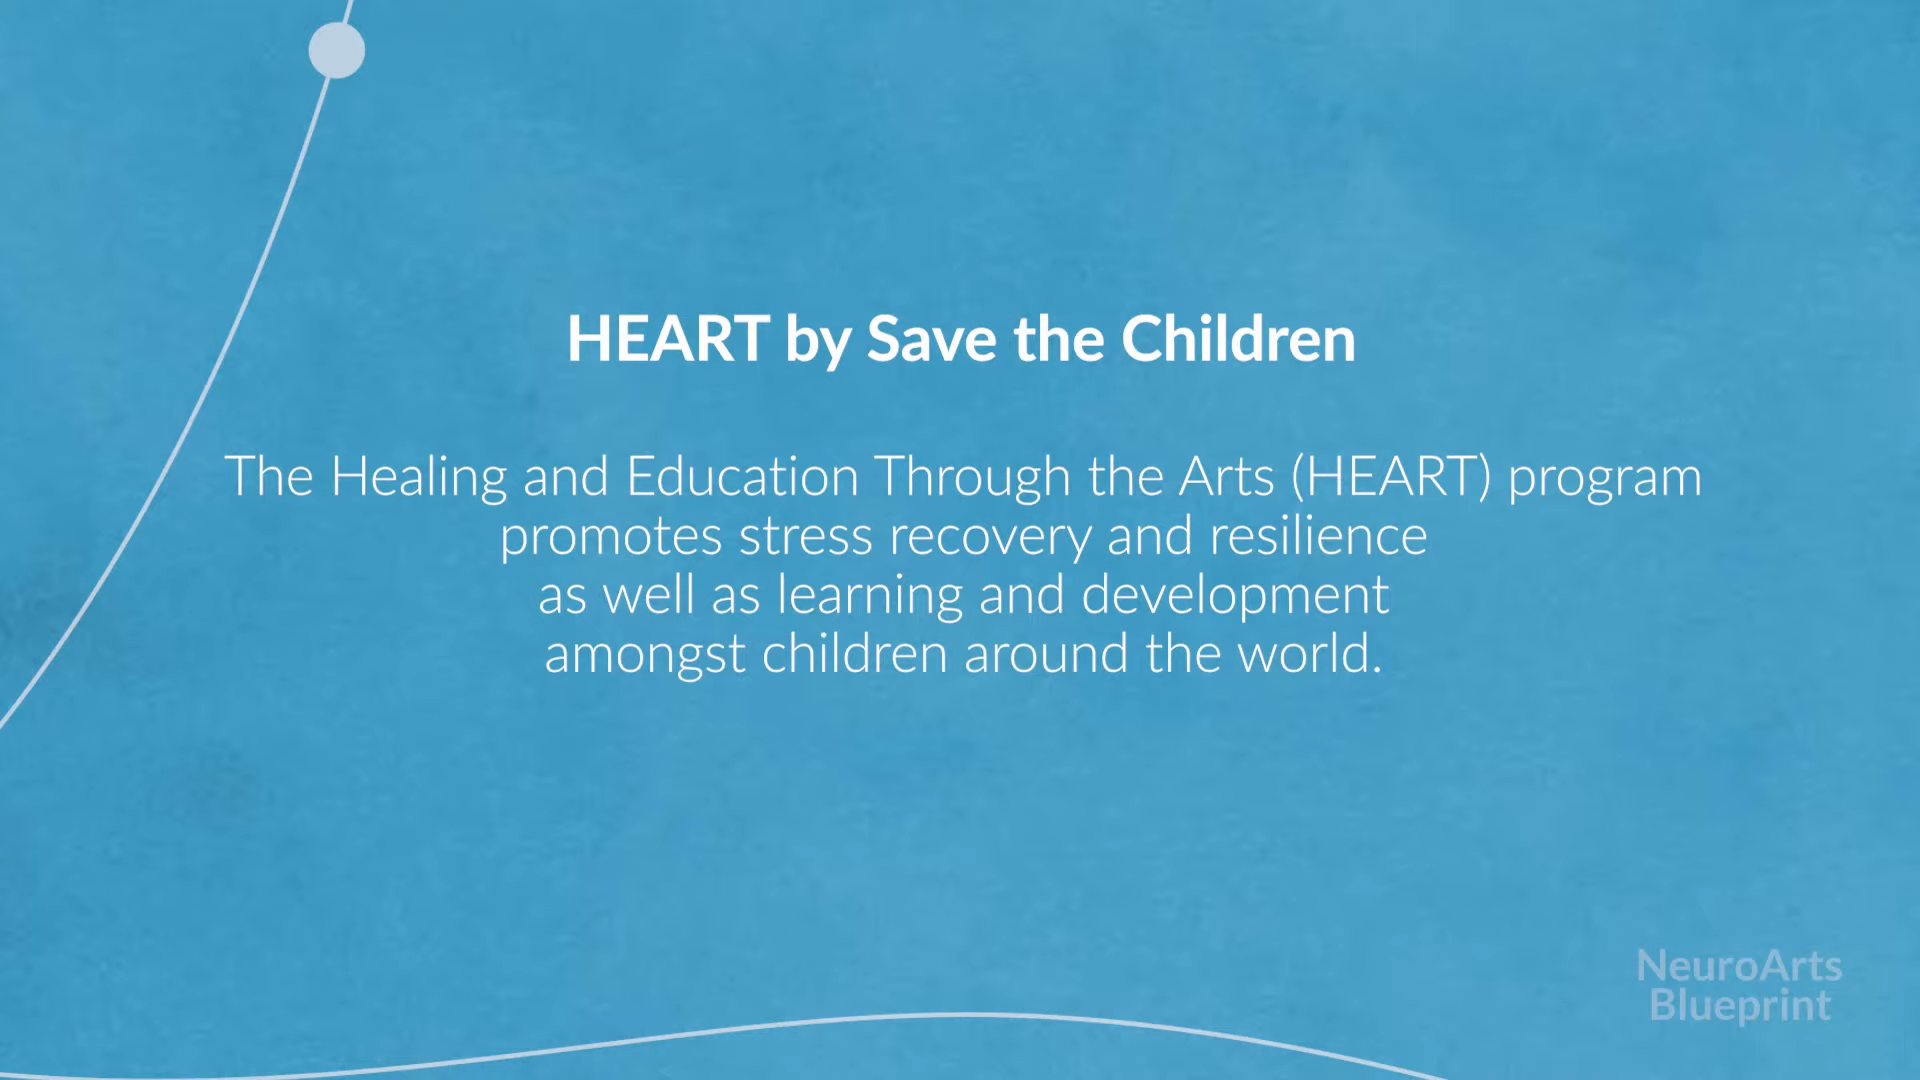 HEART by Save the Children
The Healing and Education Through the Arts (HEART) program
promotes stress recovery and resilience
as well as learning and development
amongst children around the world.
NeuroArts
Blueprint